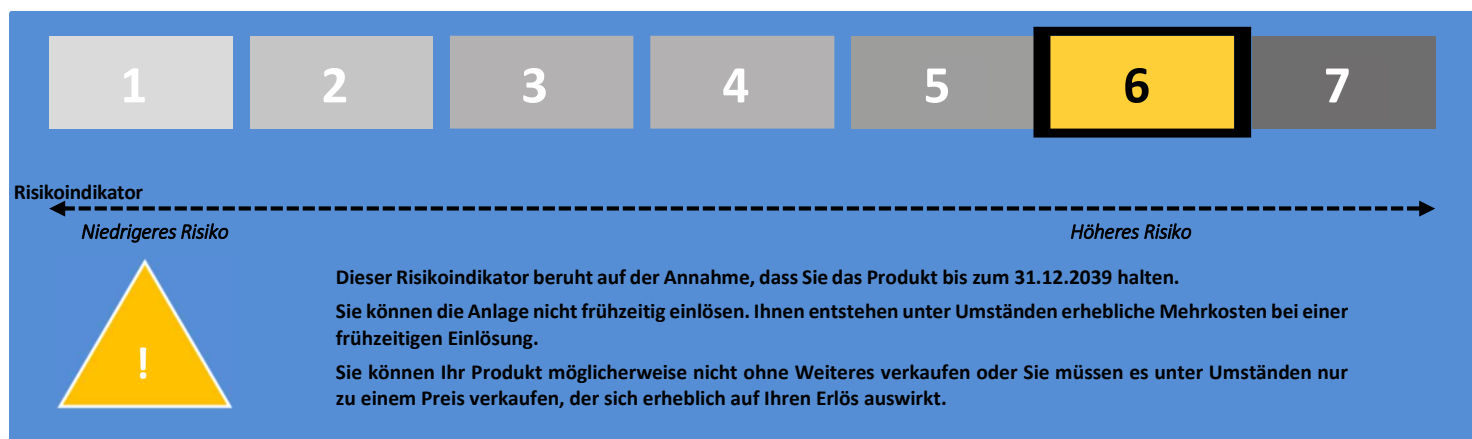 1 2 3 4 5 6 7
Risikoindikator
Niedrigeres Risiko Höheres Risiko
Dieser Risikoindikator beruht auf der Annahme, dass Sie das Produkt bis zum 31.12.2039 halten.
Sie können die Anlage nicht frühzeitig einlösen. Ihnen entstehen unter Umständen erhebliche Mehrkosten bei einer
frühzeitigen Einlösung.
Sie können Ihr Produkt möglicherweise nicht ohne Weiteres verkaufen oder Sie müssen es unter Umständen nur
zu einem Preis verkaufen, der sich erheblich auf Ihren Erlös auswirkt.
!